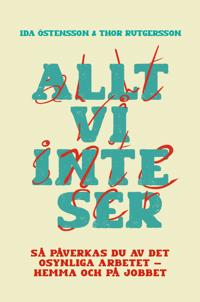 IDA ÖSTENSSON & THOR RUTGERSSON
ALLT
VI
INTE
SER
SÅ PÅVERKAS DU AV DET
OSYNLIGA ARBETET –
HEMMA OCH PÅ JOBBET